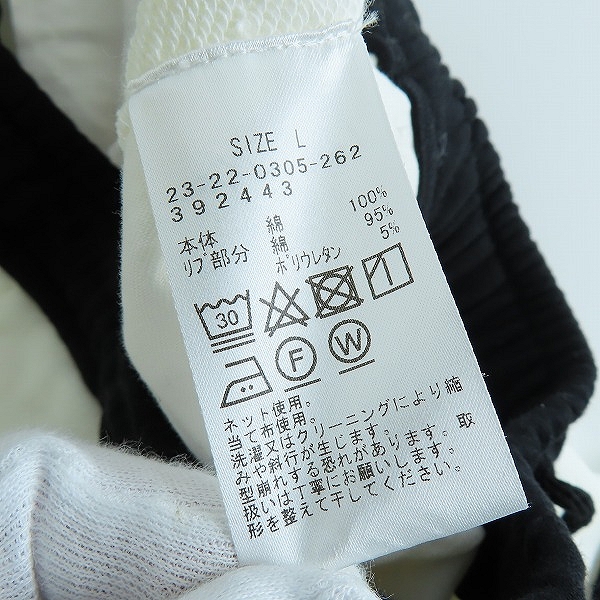 SIZE L
23-22-0305-262
392443
本体 綿 100%
リブ部分 綿 95%
ポリウレタン 5%
30
F W
ネット使用。
当て布使用。
洗濯又はクリーニングにより縮
みや斜行が生じます。
型崩れする恐れがあります。取
扱いは丁寧にお願いします。
形を整えて干してください。